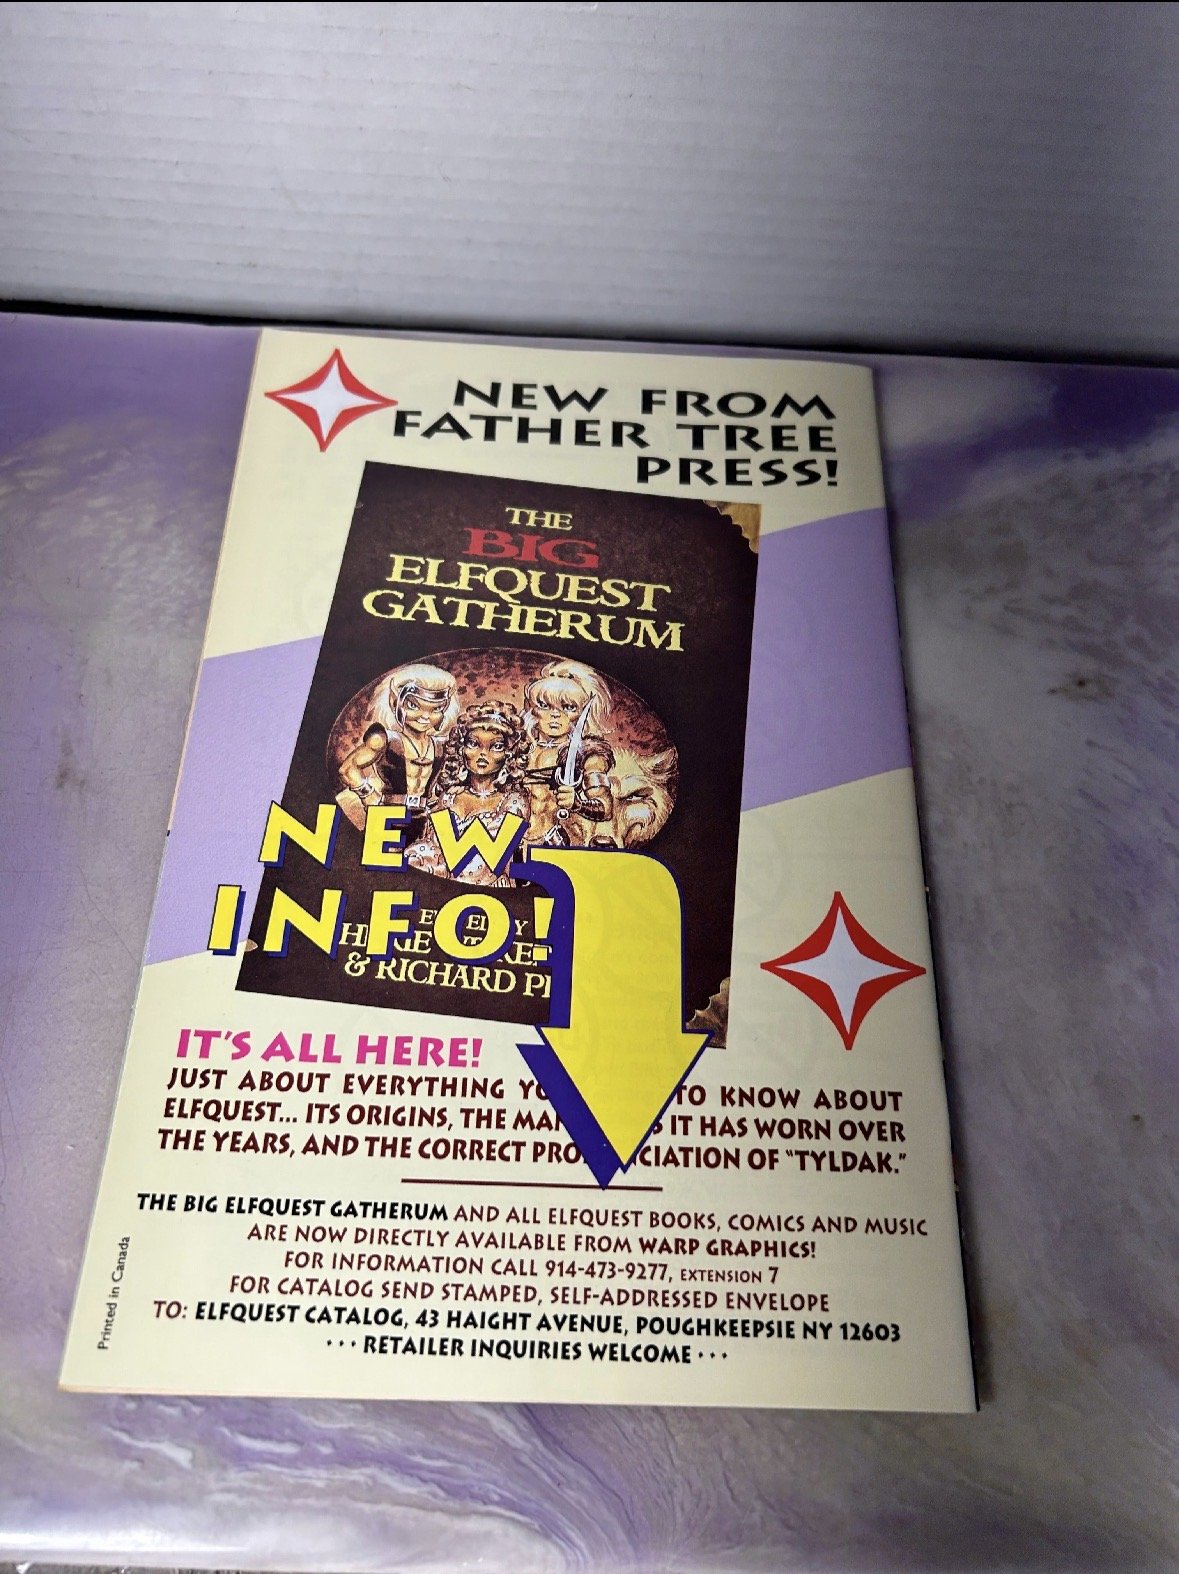 NEW FROM
FATHER TREE
PRESS!
THE
BIG
ELFQUEST
GATHERUM
NEW
INFO!
& RICHARD
IT'S ALL HERE!
JUST ABOUT EVERYTHING TO KNOW ABOUT
ELFQUEST... ITS ORIGINS, THE IT HAS WORN OVER
THE YEARS, AND THE CORRECT PRONUNCIATION OF "TYLDAK."
THE BIG ELFQUEST GATHERUM AND ALL ELFQUEST BOOKS, COMICS AND MUSIC
ARE NOW DIRECTLY AVAILABLE FROM WARP GRAPHICS!
FOR INFORMATION CALL 914-473-9277, EXTENSION 7
FOR CATALOG SEND STAMPED, SELF-ADDRESSED ENVELOPE
TO: ELFQUEST CATALOG, 43 HAIGHT AVENUE, POUGHKEEPSIE NY 12603
... RETAILER INQUIRIES WELCOME ...
Printed in Canada